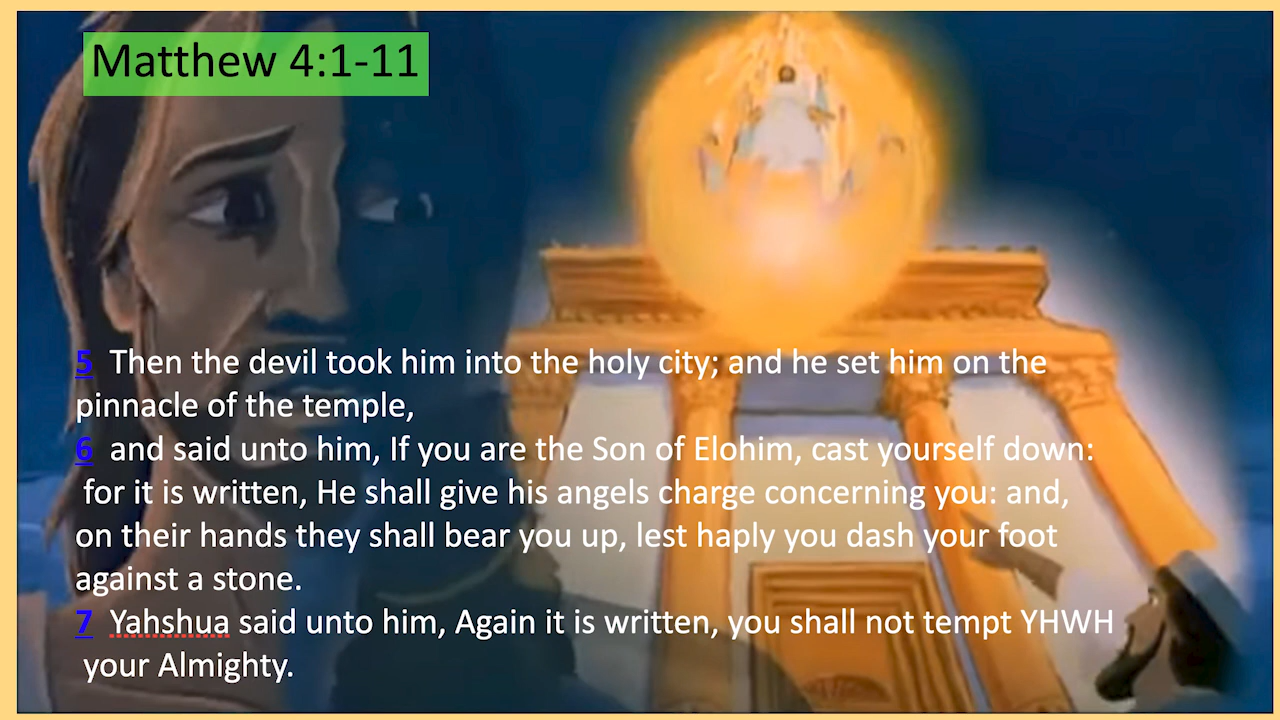 Matthew 4:1-11
5 Then the devil took him into the holy city; and he set him on the
pinnacle of the temple,
6 and said unto him, If you are the Son of Elohim, cast yourself down:
for it is written, He shall give his angels charge concerning you: and,
on their hands they shall bear you up, lest haply you dash your foot
against a stone.
7 Yahshua said unto him, Again it is written, you shall not tempt YHWH
your Almighty.